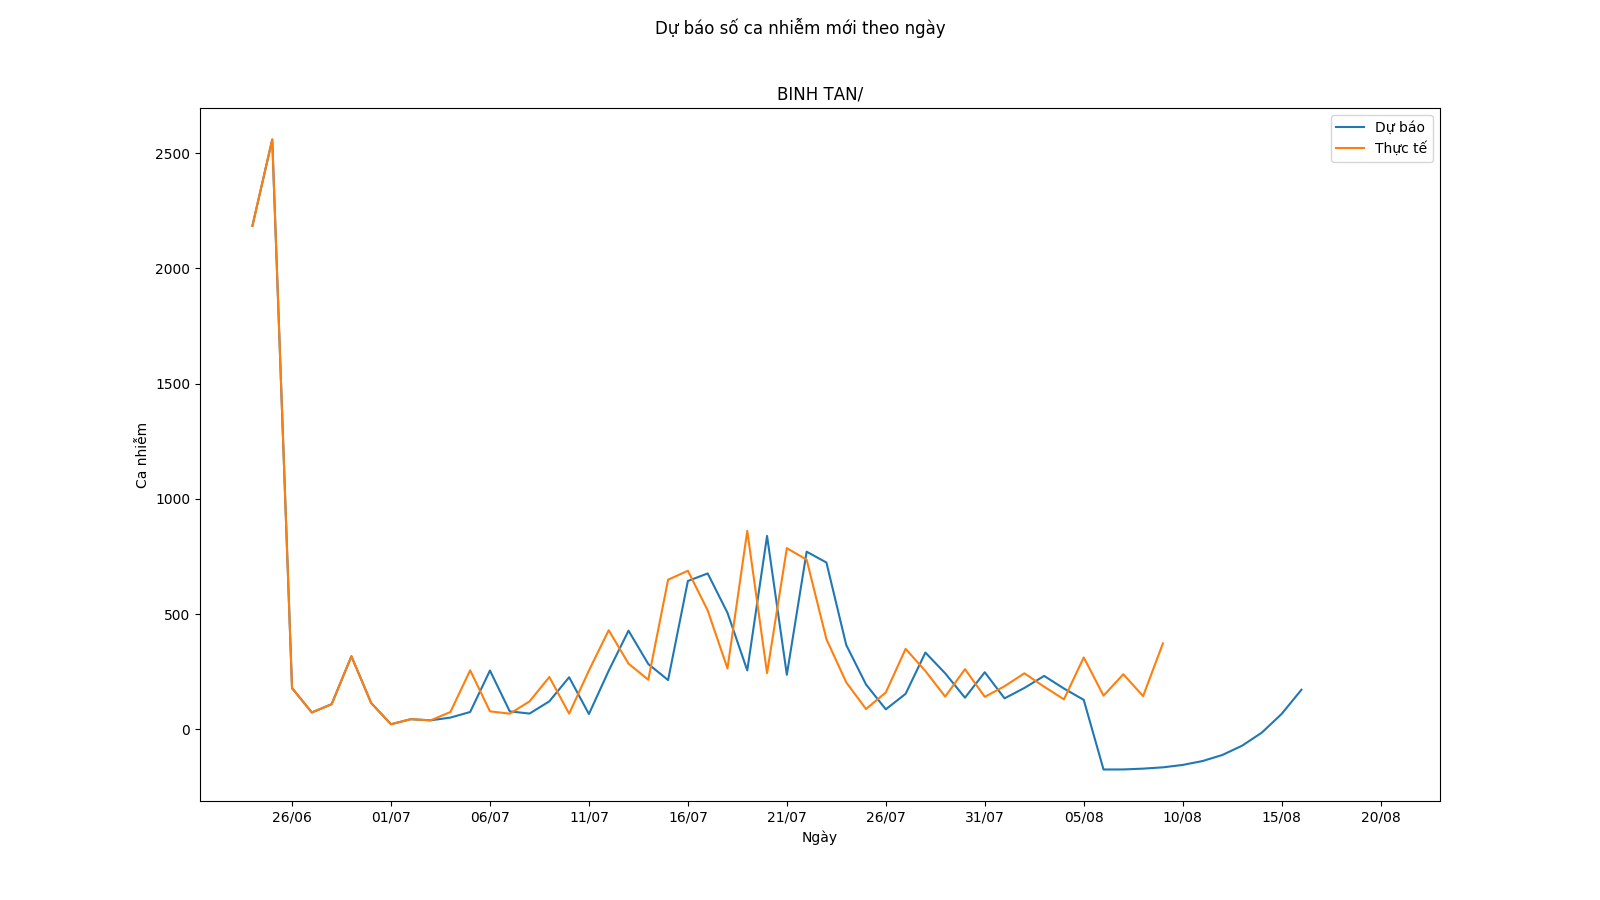 Dự báo số ca nhiễm mới theo ngày
BINH TAN/
Dự báo
Thực tế
2500
2000
1500
1000
500
0
Ca nhiễm
26/06 01/07 06/07 11/07 16/07 21/07 26/07 31/07 05/08 10/08 15/08 20/08
Ngày